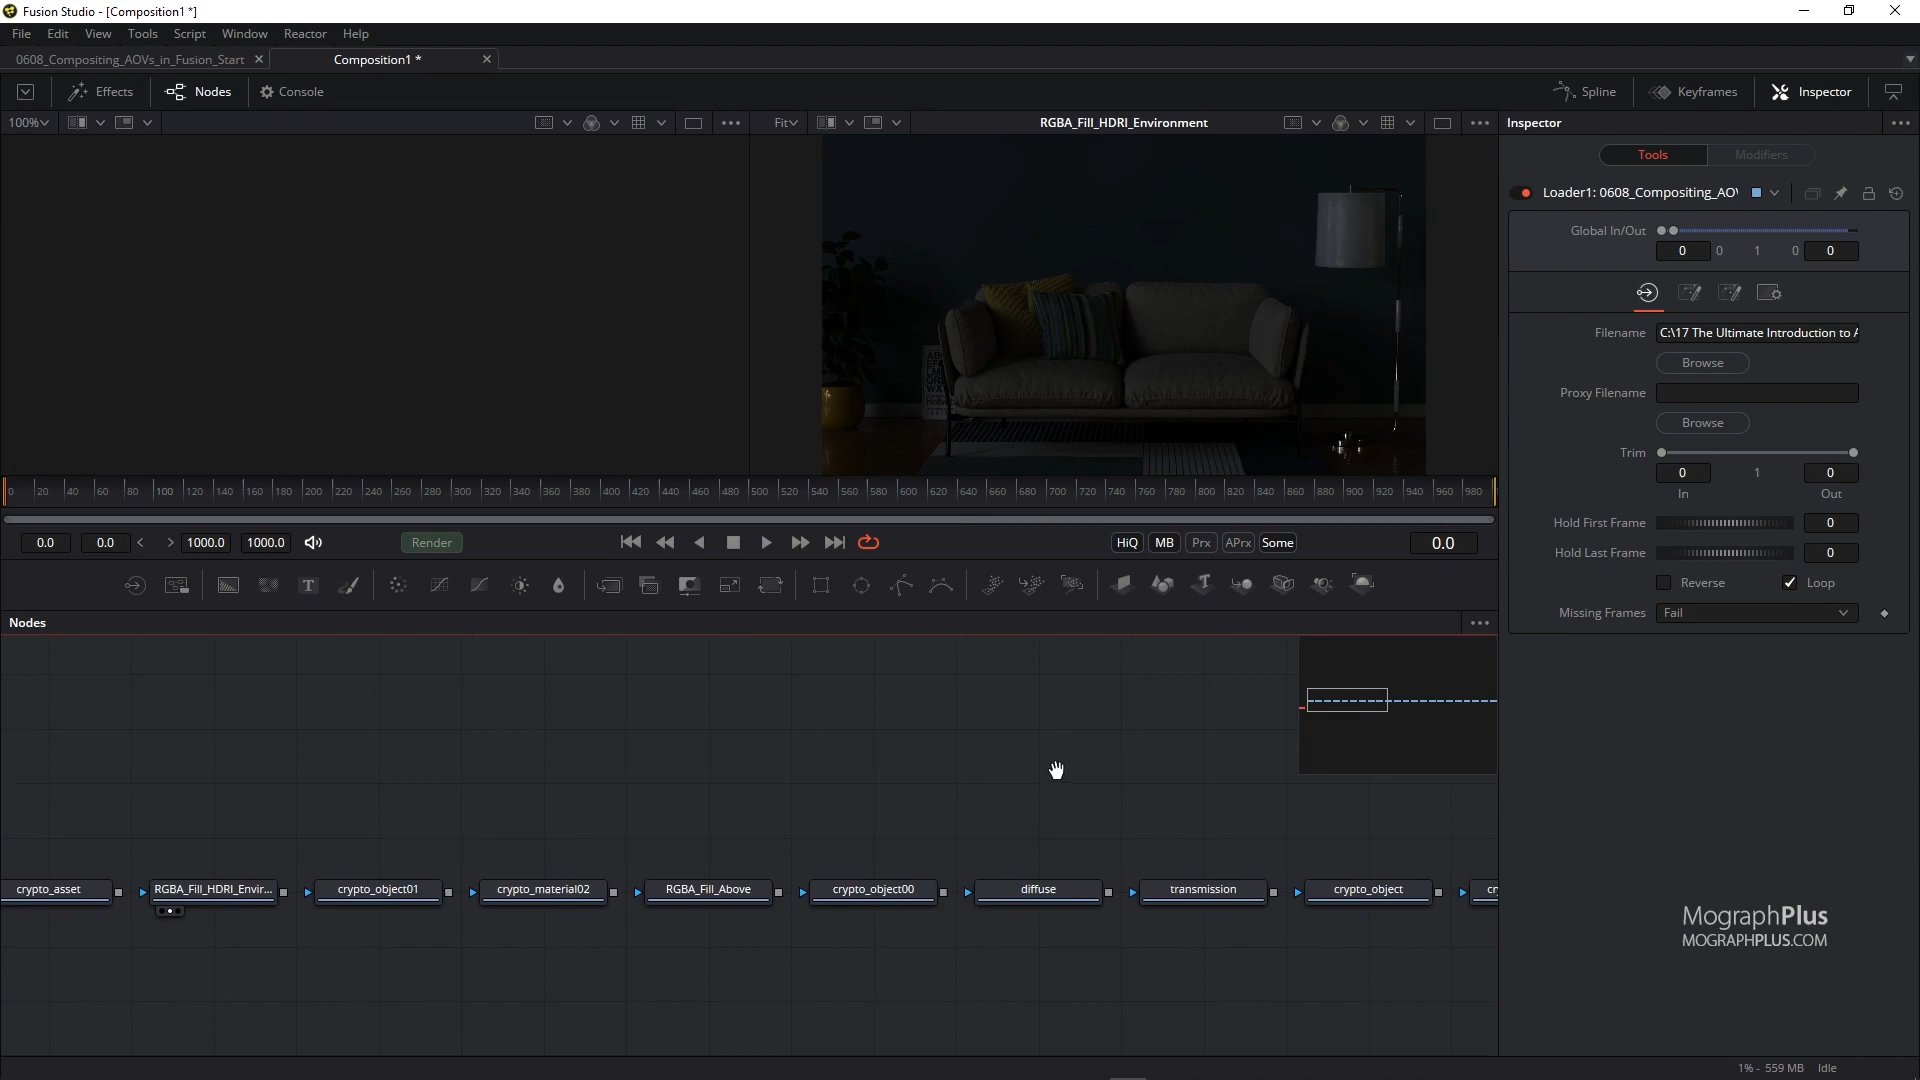 Fusion Studio - [Composition1 *]
File Edit View Tools Script Window Reactor Help
0608_Compositing_AOVs_in_Fusion_Start Composition1 *
Effects Nodes Console Spline Keyframes Inspector
100% Fit RGBA_Fill_HDRI_Environment Inspector
Tools Modifiers
Loader1: 0608_Compositing_AO
Global In/Out
0 0 1 0 0
Filename C:\17 The Ultimate Introduction to A
Browse
Proxy Filename
Browse
Trim
0 1 0
In Out
Hold First Frame 0
Hold Last Frame 0
Reverse Loop
Missing Frames Fail
0 20 40 60 80 100 120 140 160 180 200 220 240 260 280 300 320 340 360 380 400 420 440 460 480 500 520 540 560 580 600 620 640 660 680 700 720 740 760 780 800 820 840 860 880 900 920 940 960 980
0.0 0.0 < > 1000.0 1000.0 Render HiQ MB Prx APrx Some 0.0
Nodes
crypto_asset RGBA_Fill_HDRI_Envir... crypto_object01 crypto_material02 RGBA_Fill_Above crypto_object00 diffuse transmission crypto_object
MographPlus
MOGRAPHPLUS.COM
1% - 559 MB Idle